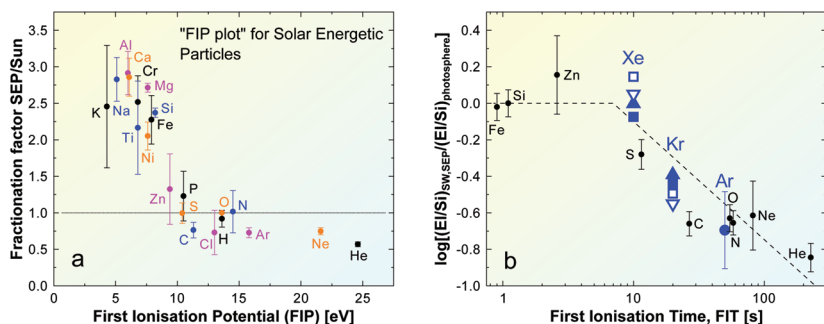 "FIP plot" for Solar Energetic
Particles
Fractionation factor SEP/Sun
3.5
3.0
2.5
2.0
1.5
1.0
0.5
0.0
Al
Ca
Cr
Mg
K
Na
Si
Ti
Fe
Ni
Zn
P
S
O
N
C
Cl
H
Ar
Ne
He
a
0 5 10 15 20 25
First Ionisation Potential (FIP) [eV]
log[(El/Si)SW,SEP/(El/Si)photosphere]
0.4
0.2
0.0
-0.2
-0.4
-0.6
-0.8
-1.0
Xe
Zn
Si
Fe
Kr
S
Ar
O
Ne
C
N
He
b
1 10 100
First Ionisation Time, FIT [s]